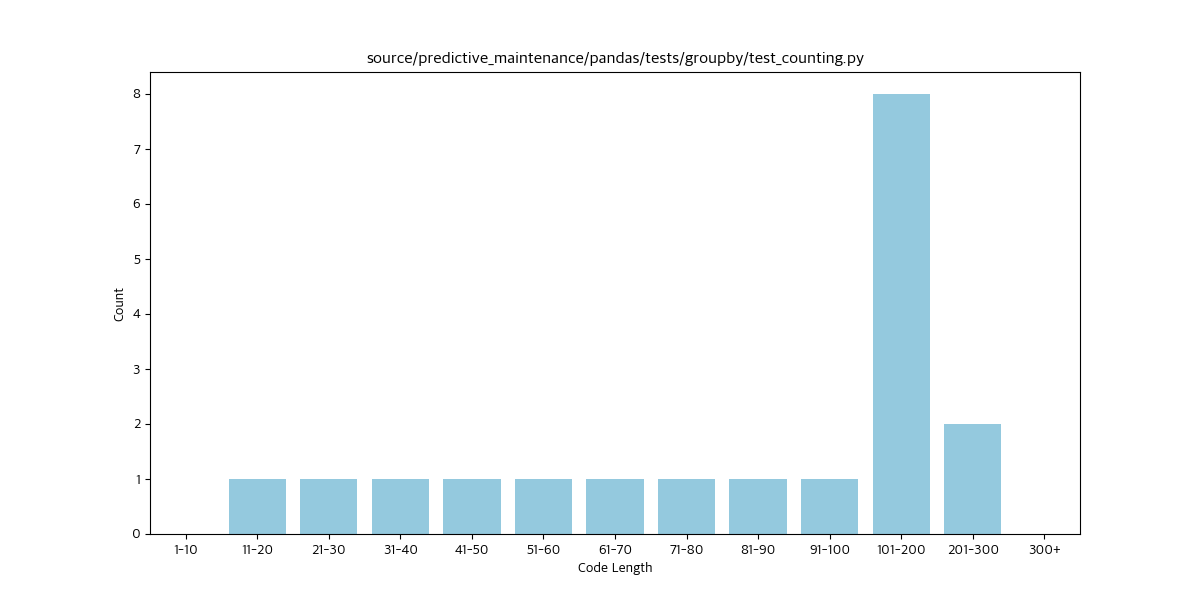 source/predictive_maintenance/pandas/tests/groupby/test_counting.py
8
7
6
5
4
3
2
1
0
Count
1-10 11-20 21-30 31-40 41-50 51-60 61-70 71-80 81-90 91-100 101-200 201-300 300+
Code Length